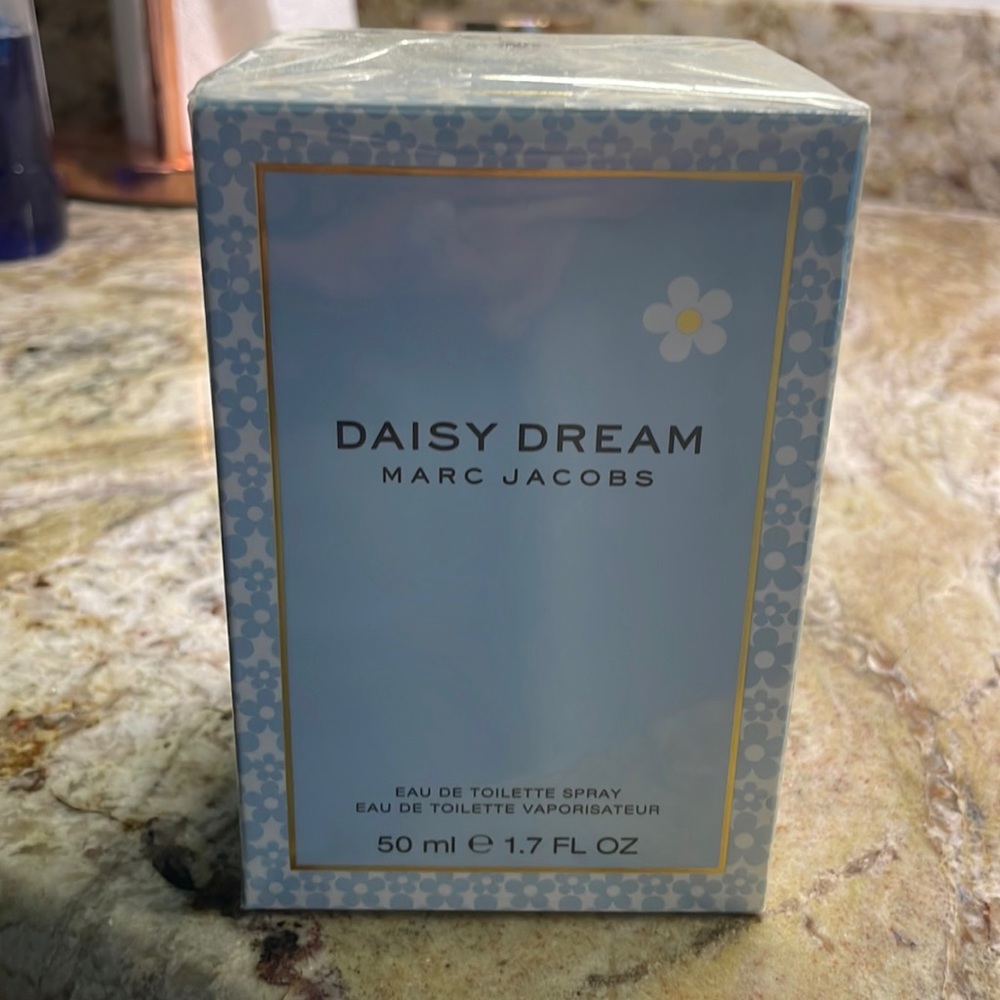 DAISY DREAM
MARC JACOBS
EAU DE TOILETTE SPRAY
EAU DE TOILETTE VAPORISATEUR
50 ml ℮ 1.7 FL OZ